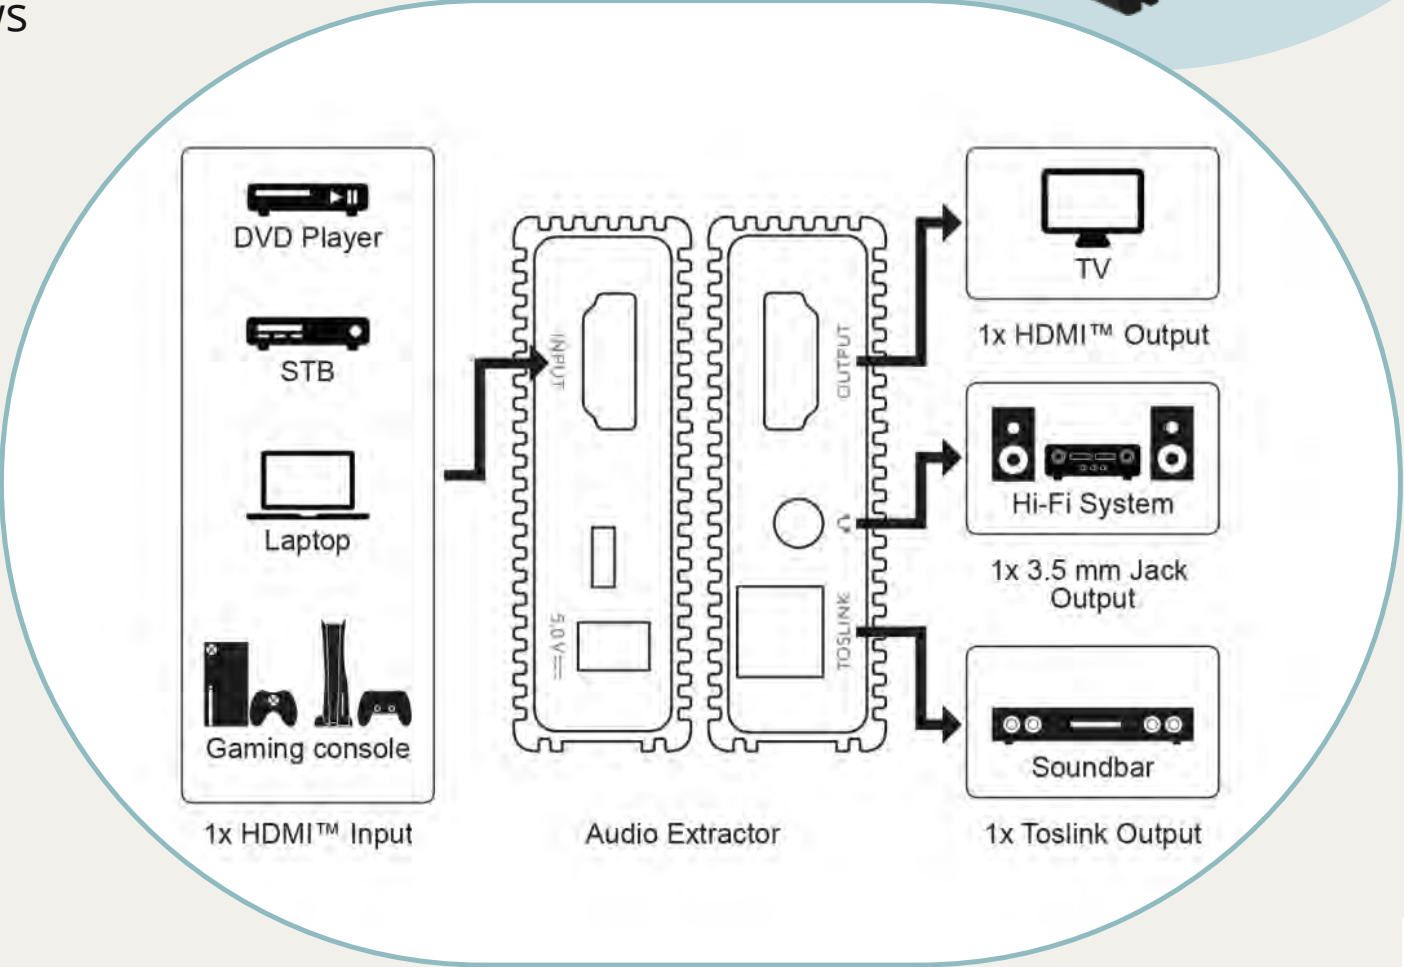 DVD Player
STB
Laptop
Gaming console
1x HDMI™ Input
INPUT
5.0V
Audio Extractor
OUTPUT
TOSLINK
TV
1x HDMI™ Output
Hi-Fi System
1x 3.5 mm Jack
Output
Soundbar
1x Toslink Output